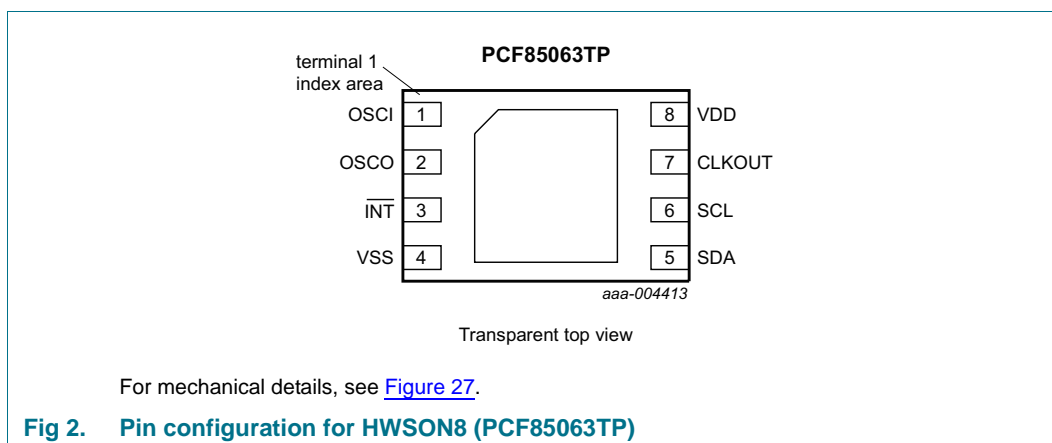 PCF85063TP
terminal 1
index area
OSCI 1 8 VDD
OSCO 2 7 CLKOUT
INT 3 6 SCL
VSS 4 5 SDA
aaa-004413
Transparent top view
For mechanical details, see Figure 27.
Fig 2. Pin configuration for HWSON8 (PCF85063TP)